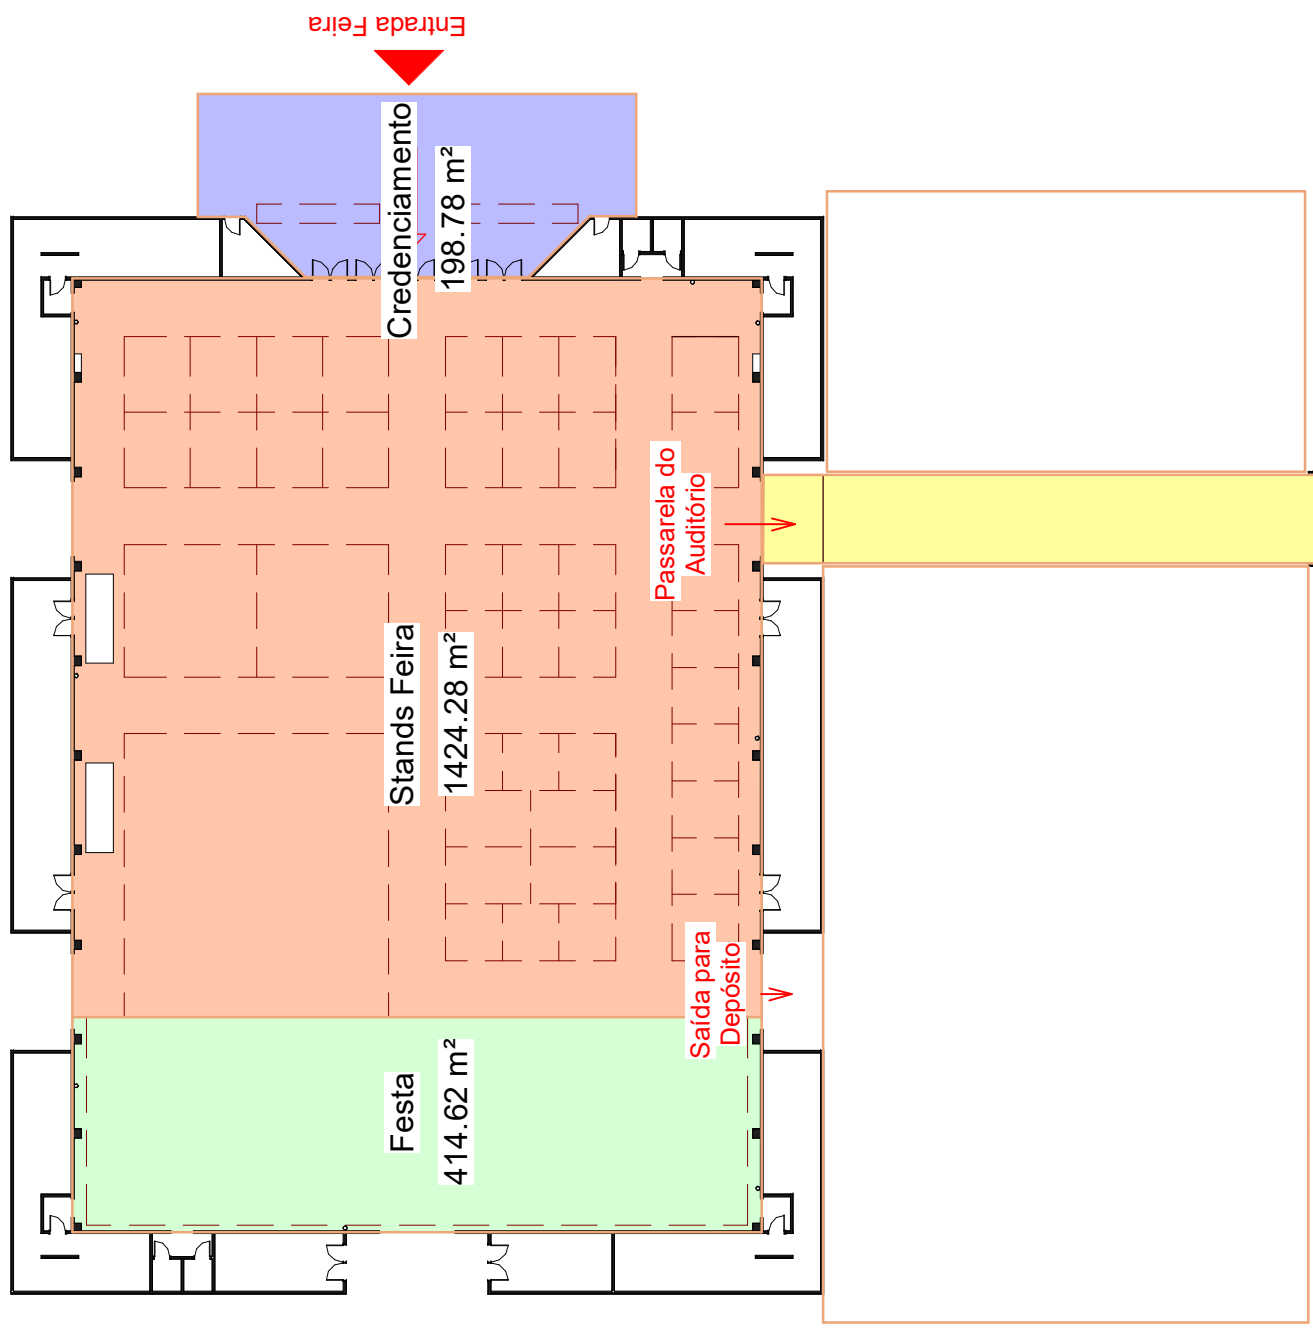 Entrada Feira
Credenciamento
198.78 m²
Passarela do
Auditório
Stands Feira
1424.28 m²
Saída para
Depósito
Festa
414.62 m²